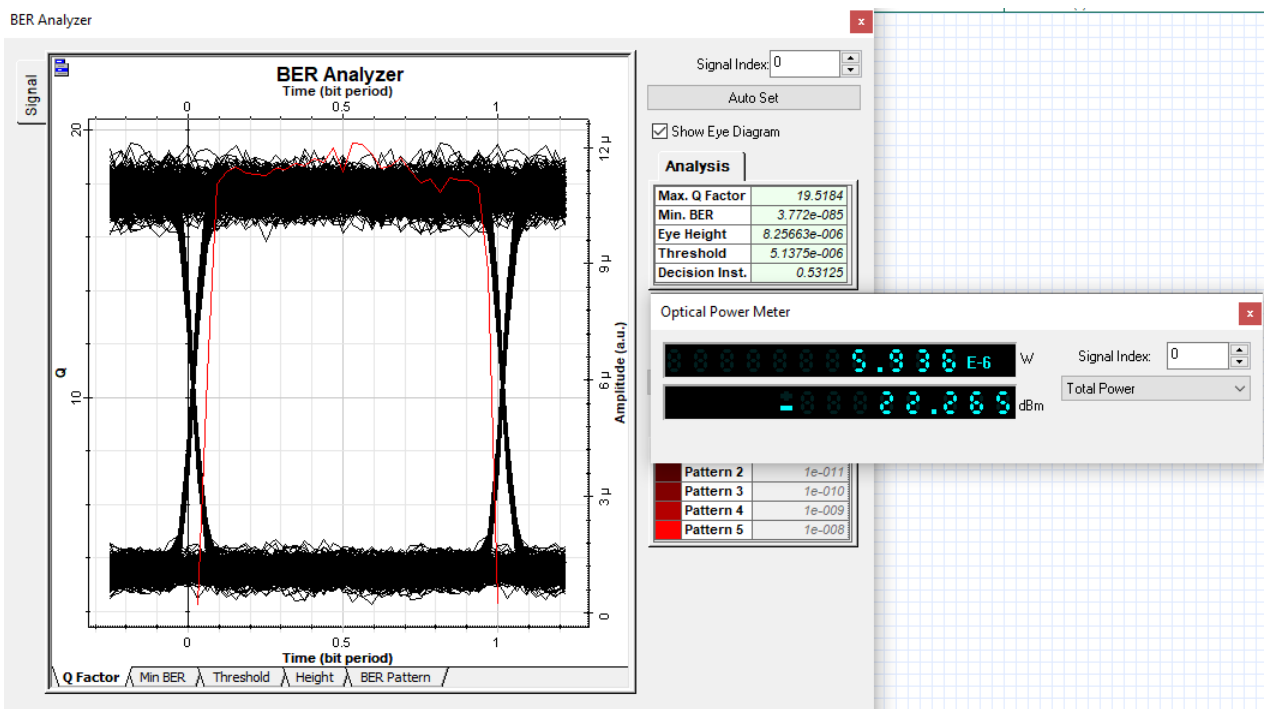 BER Analyzer
x
Signal
BER Analyzer
Time (bit period)
0 0.5 1
20
10
Q
12 µ
9 µ
6 µ
3 µ
0
Amplitude (a.u.)
0 0.5 1
Time (bit period)
Q Factor Min BER Threshold Height BER Pattern
Signal Index: 0
Auto Set
Show Eye Diagram
Analysis
Max. Q Factor 19.5184
Min. BER 3.772e-085
Eye Height 8.25663e-006
Threshold 5.1375e-006
Decision Inst. 0.53125
Optical Power Meter
x
5.936 E-6 W
Signal Index: 0
- 22.265 dBm
Total Power
Pattern 2 1e-011
Pattern 3 1e-010
Pattern 4 1e-009
Pattern 5 1e-008